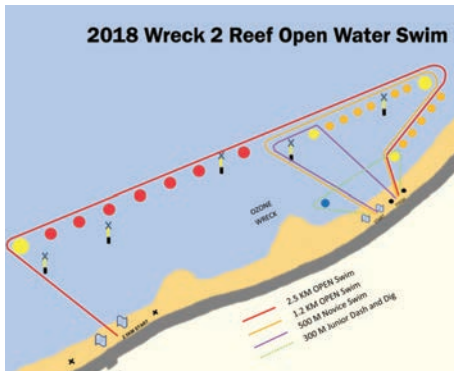 2018 Wreck 2 Reef Open Water Swim
OZONE
WRECK
2.5 KM OPEN Swim
1.2 KM OPEN Swim
500 M Novice Swim
300 M Junior Dash and Dig